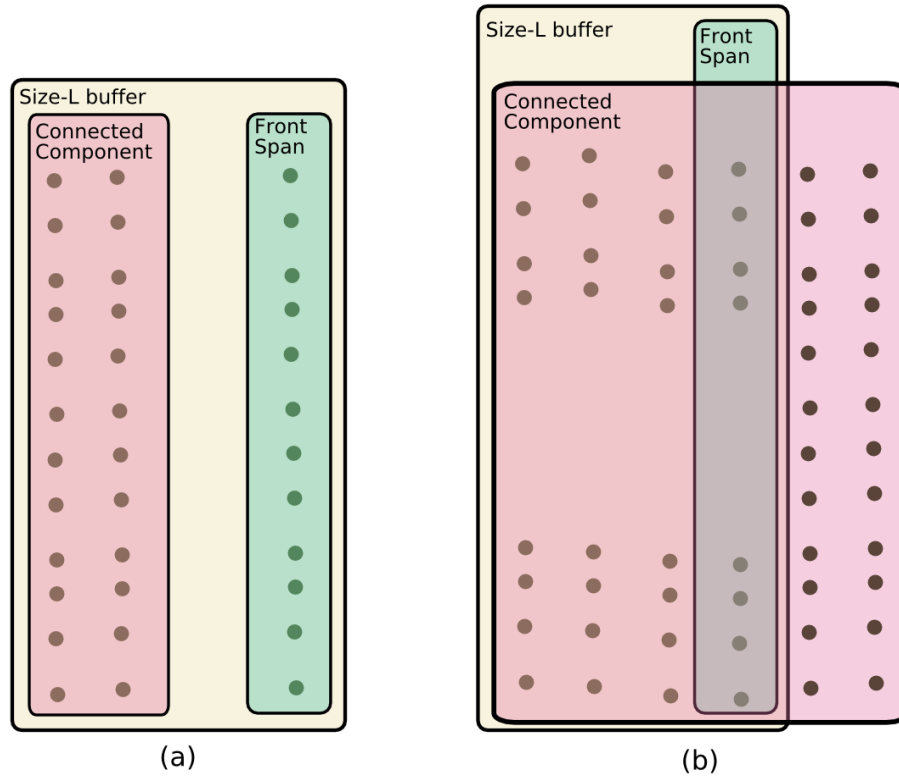 Size-L buffer
Connected
Component
Front
Span
(a)
Size-L buffer
Front
Span
Connected
Component
(b)